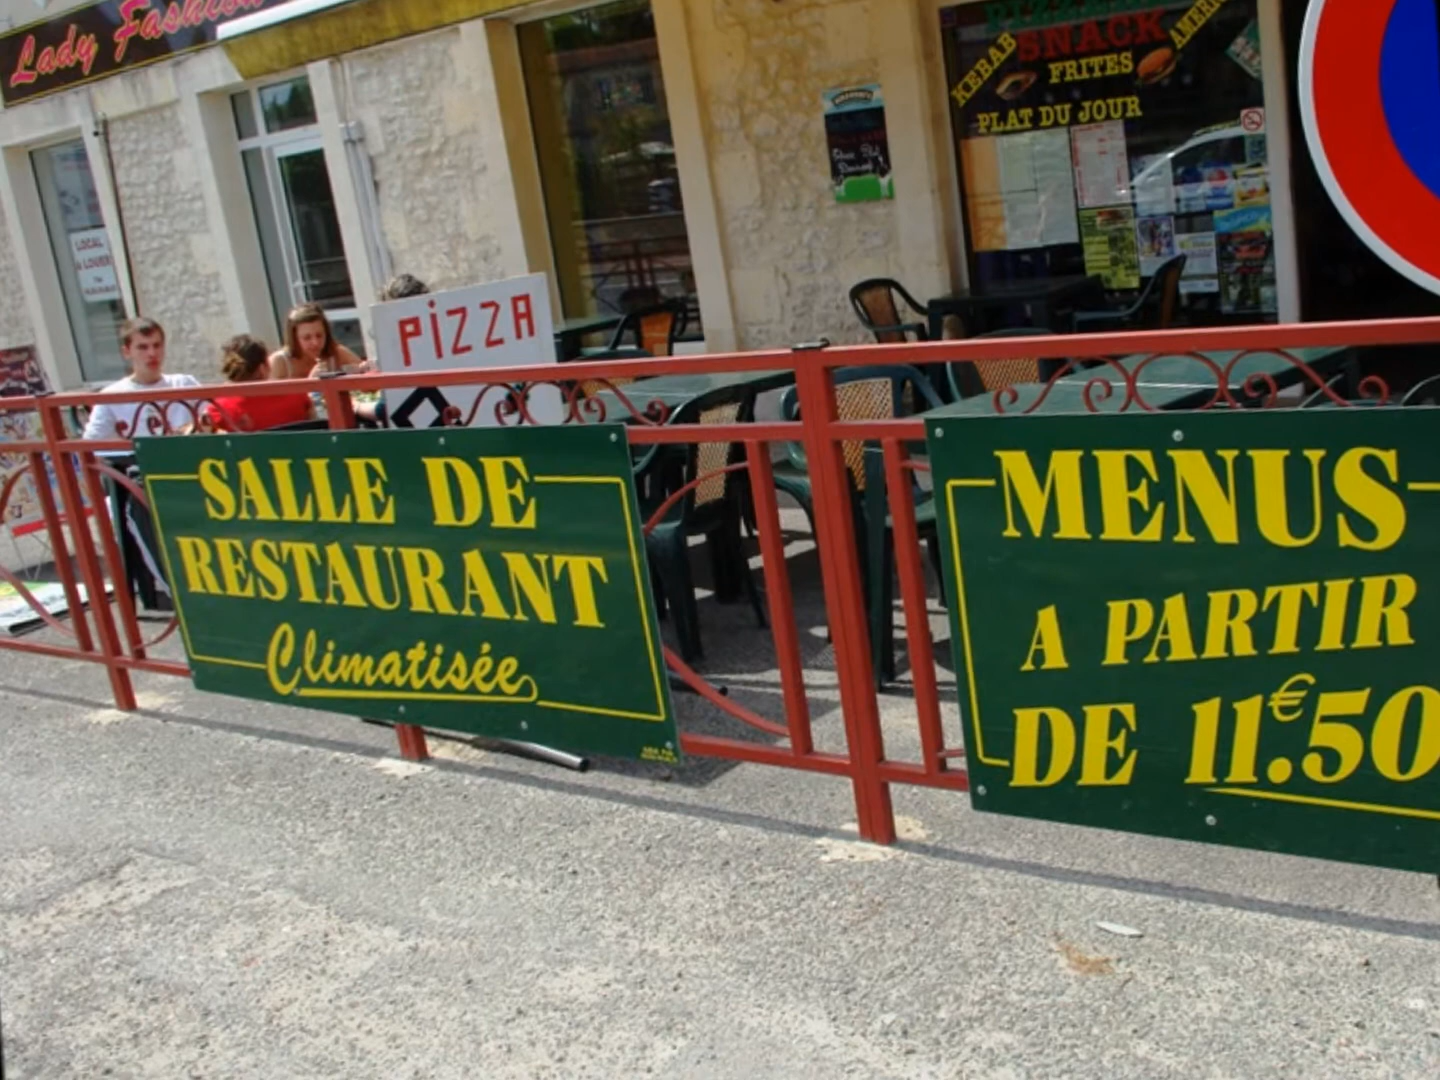 Lady Fashion
PIZZA
SNACK
KEBAB
FRITES
PLAT DU JOUR
LOCAL
A LOUER
PIZZA
SALLE DE
RESTAURANT
Climatisée
MENUS
A PARTIR
DE 11.€50